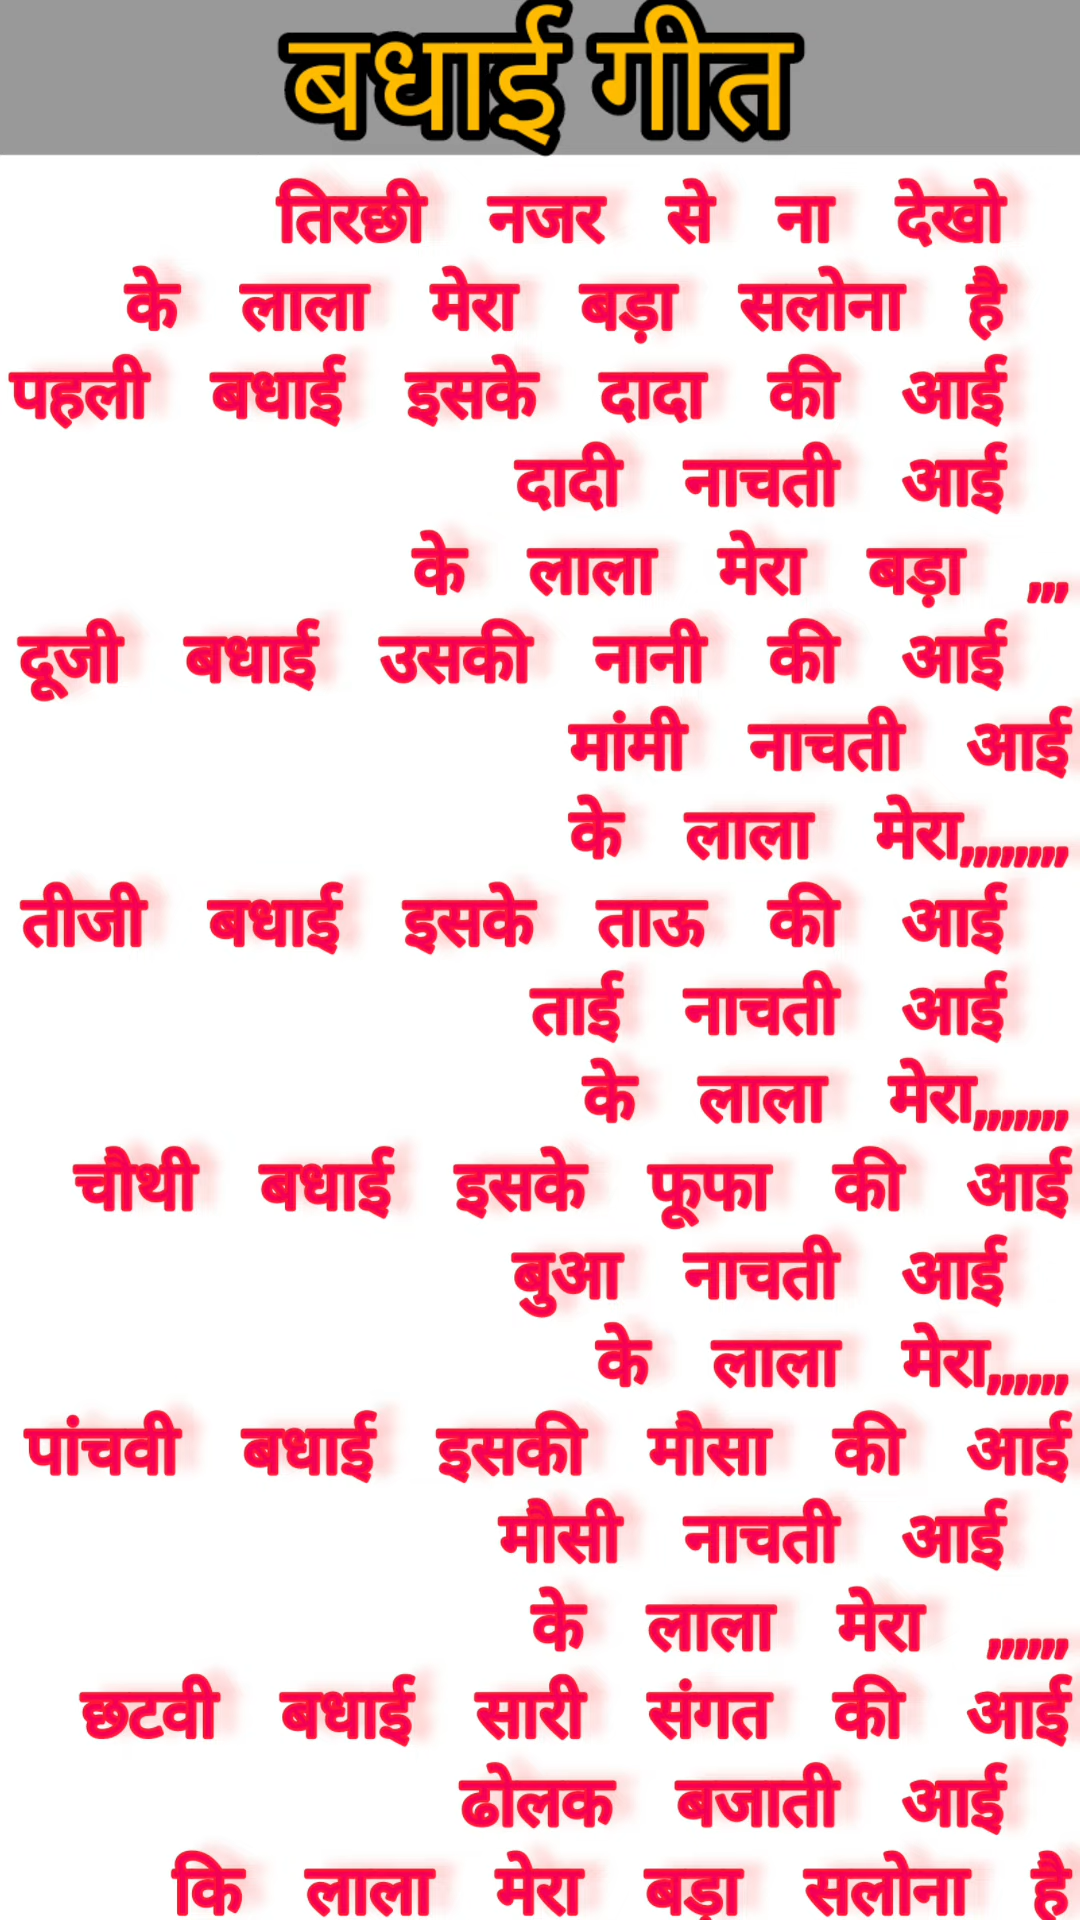 बधाई गीत
तिरछी नजर से ना देखो
के लाला मेरा बड़ा सलोना है
पहली बधाई इसके दादा की आई
दादी नाचती आई
के लाला मेरा बड़ा ,,,
दूजी बधाई उसकी नानी की आई
मांमी नाचती आई
के लाला मेरा,,,,,,,,
तीजी बधाई इसके ताऊ की आई
ताई नाचती आई
के लाला मेरा,,,,,,,
चौथी बधाई इसके फूफा की आई
बुआ नाचती आई
के लाला मेरा,,,,,,
पांचवी बधाई इसकी मौसा की आई
मौसी नाचती आई
के लाला मेरा ,,,,,,
छटवी बधाई सारी संगत की आई
ढोलक बजाती आई
कि लाला मेरा बड़ा सलोना है